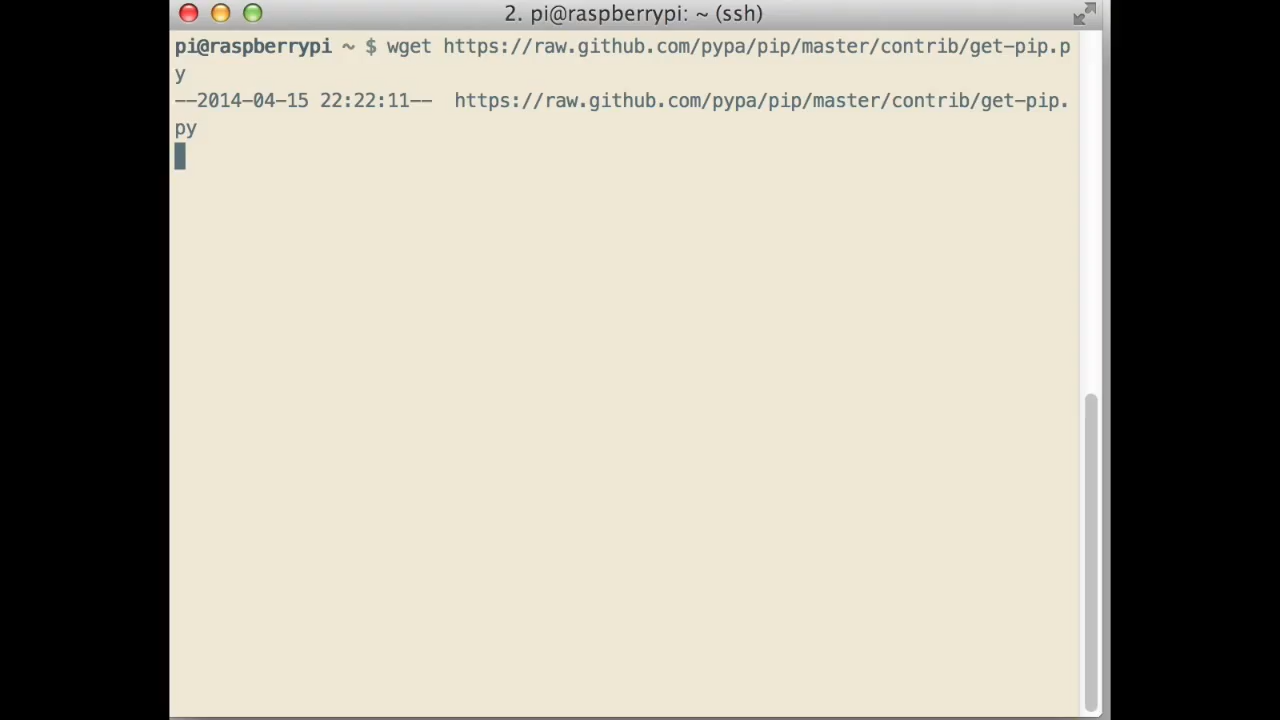 2. pi@raspberrypi: ~ (ssh)
pi@raspberrypi ~ $ wget https://raw.github.com/pypa/pip/master/contrib/get-pip.p
y
--2014-04-15 22:22:11--  https://raw.github.com/pypa/pip/master/contrib/get-pip.
py